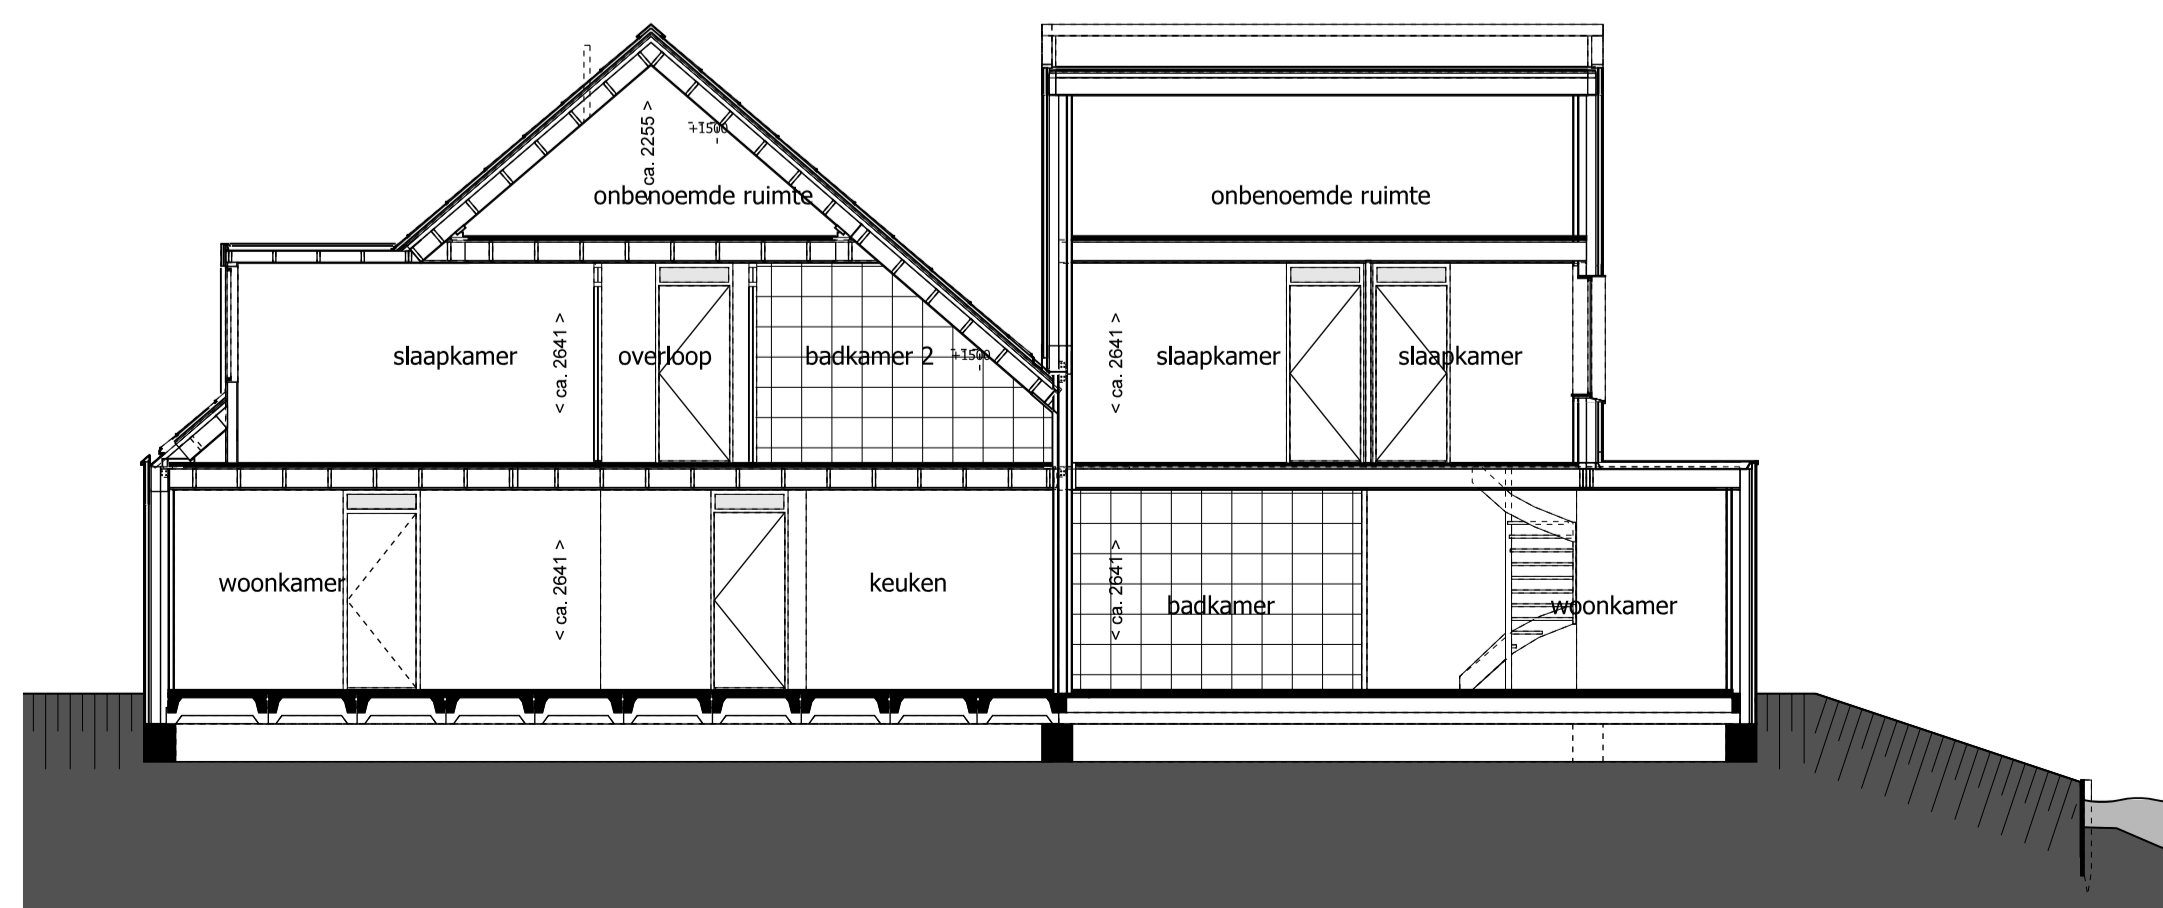 < ca. 2255 >
+1500
onbenoemde ruimte
onbenoemde ruimte
slaapkamer
< ca. 2641 >
overloop
badkamer 2
+1500
< ca. 2641 >
slaapkamer
slaapkamer
woonkamer
< ca. 2641 >
keuken
< ca. 2641 >
badkamer
woonkamer